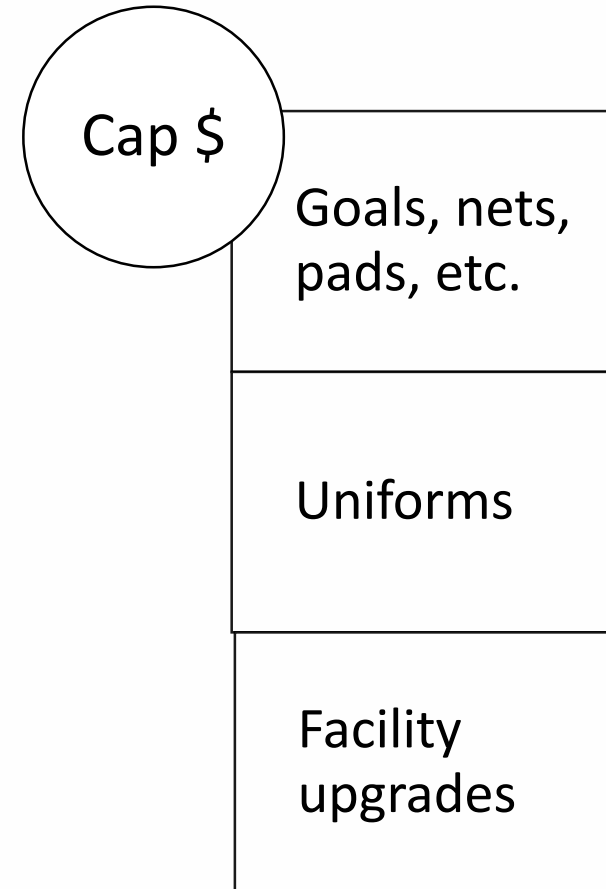 Cap $
Goals, nets,
pads, etc.
Uniforms
Facility
upgrades